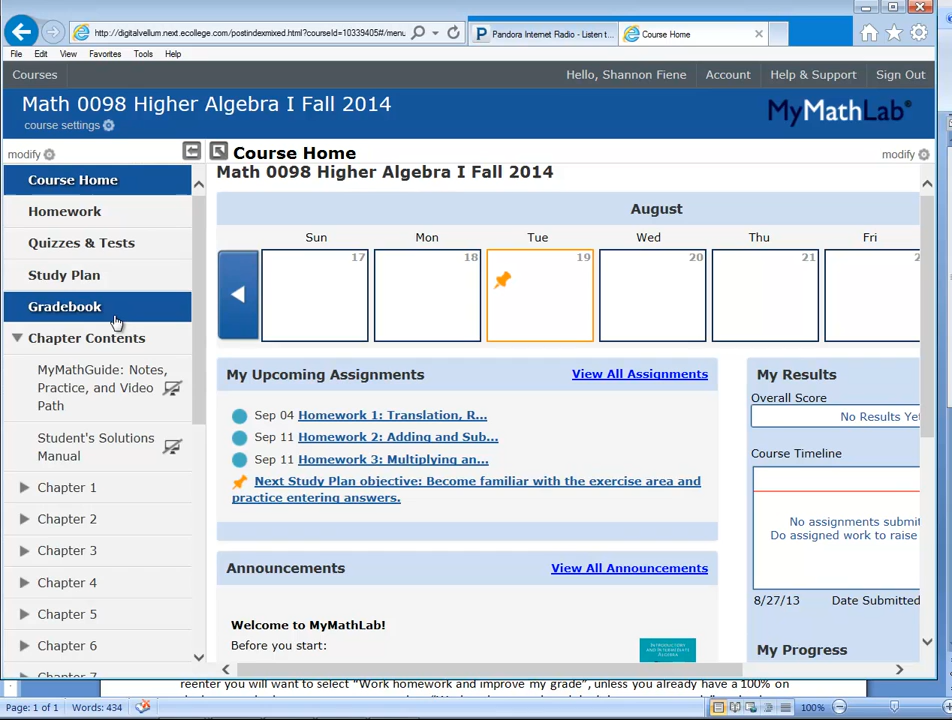 http://digitalvellum.next.ecollege.com/postindexmixed.html?courseId=10339405#/menu,
Pandora Internet Radio - Listen t...
Course Home
File Edit View Favorites Tools Help
Courses
Hello, Shannon Fiene Account Help & Support Sign Out
Math 0098 Higher Algebra I Fall 2014
course settings
MyMathLab®
modify
Course Home
modify
Course Home
Homework
Quizzes & Tests
Study Plan
Gradebook
Chapter Contents
MyMathGuide: Notes,
Practice, and Video
Path
Student's Solutions
Manual
Chapter 1
Chapter 2
Chapter 3
Chapter 4
Chapter 5
Chapter 6
Math 0098 Higher Algebra I Fall 2014
August
Sun Mon Tue Wed Thu Fri
17 18 19 20 21 2
My Upcoming Assignments View All Assignments
Sep 04 Homework 1: Translation, R...
Sep 11 Homework 2: Adding and Sub...
Sep 11 Homework 3: Multiplying an...
Next Study Plan objective: Become familiar with the exercise area and
practice entering answers.
Announcements View All Announcements
Welcome to MyMathLab!
Before you start:
My Results
Overall Score
No Results Yet
Course Timeline
No assignments submit
Do assigned work to raise
8/27/13 Date Submitted
My Progress
reenter you will want to select "Work homework and improve my grade", unless you already have a 100% on
Page: 1 of 1 Words: 434 100%